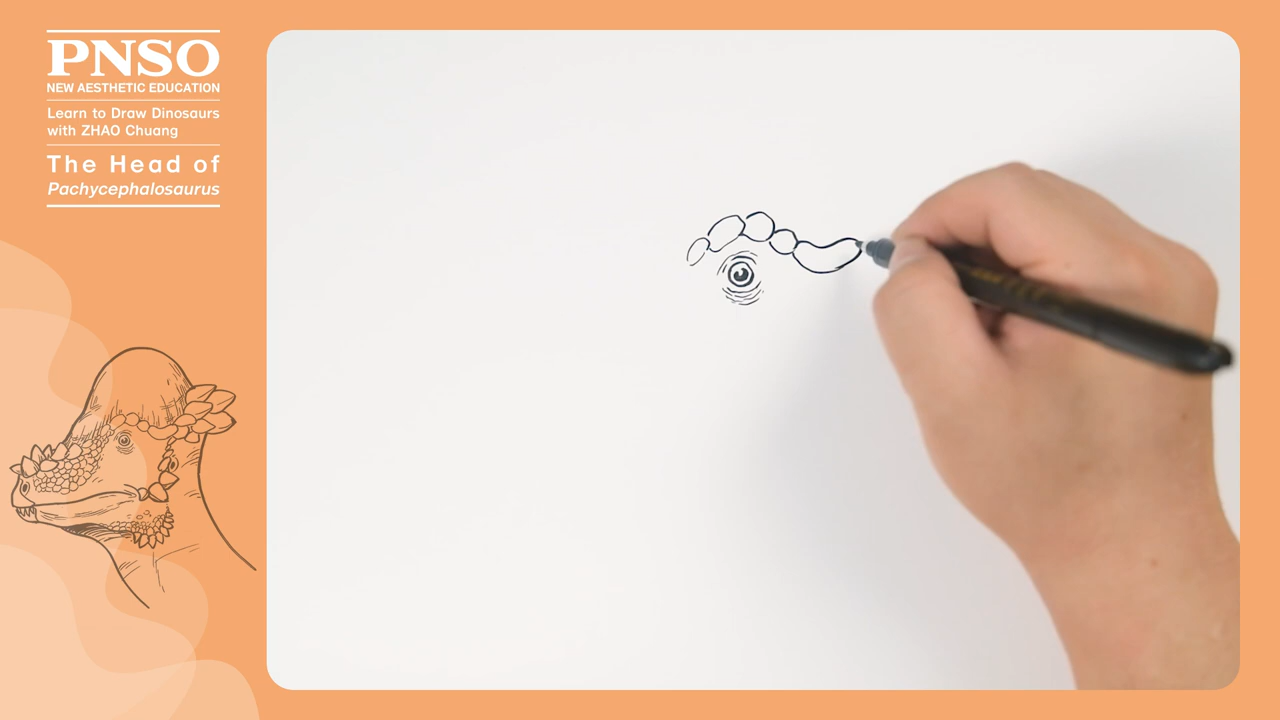 PNSO
NEW AESTHETIC EDUCATION
Learn to Draw Dinosaurs
with ZHAO Chuang
The Head of
Pachycephalosaurus